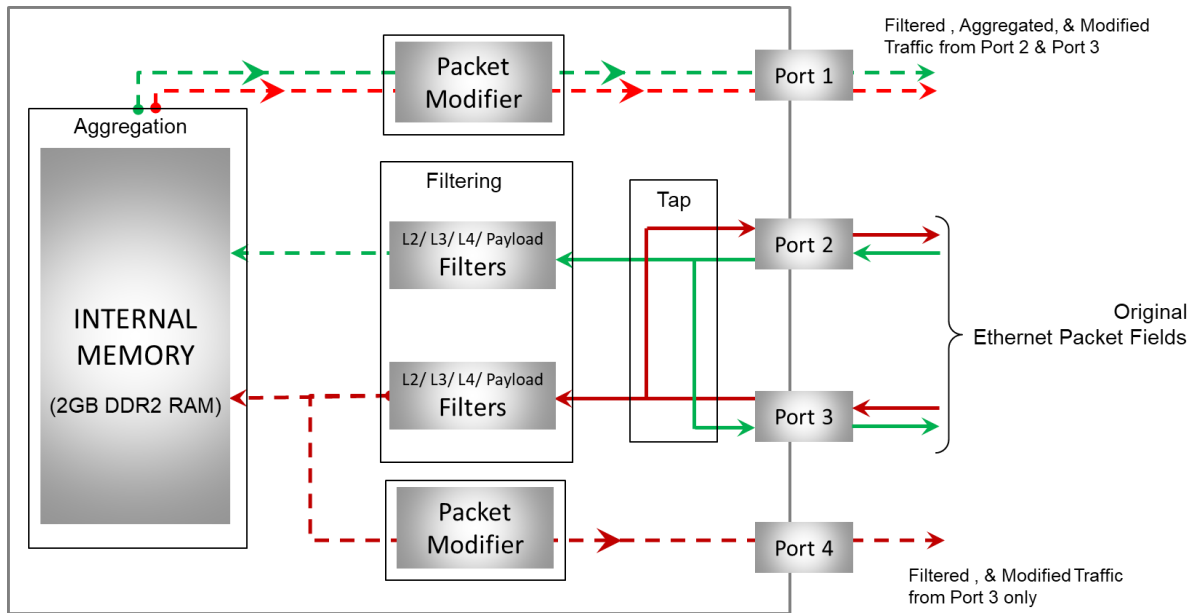 Filtered , Aggregated, & Modified
Traffic from Port 2 & Port 3
Packet
Modifier
Port 1
Aggregation
INTERNAL
MEMORY
(2GB DDR2 RAM)
Filtering
L2/ L3/ L4/ Payload
Filters
L2/ L3/ L4/ Payload
Filters
Tap
Port 2
Port 3
Original
Ethernet Packet Fields
Packet
Modifier
Port 4
Filtered , & Modified Traffic
from Port 3 only